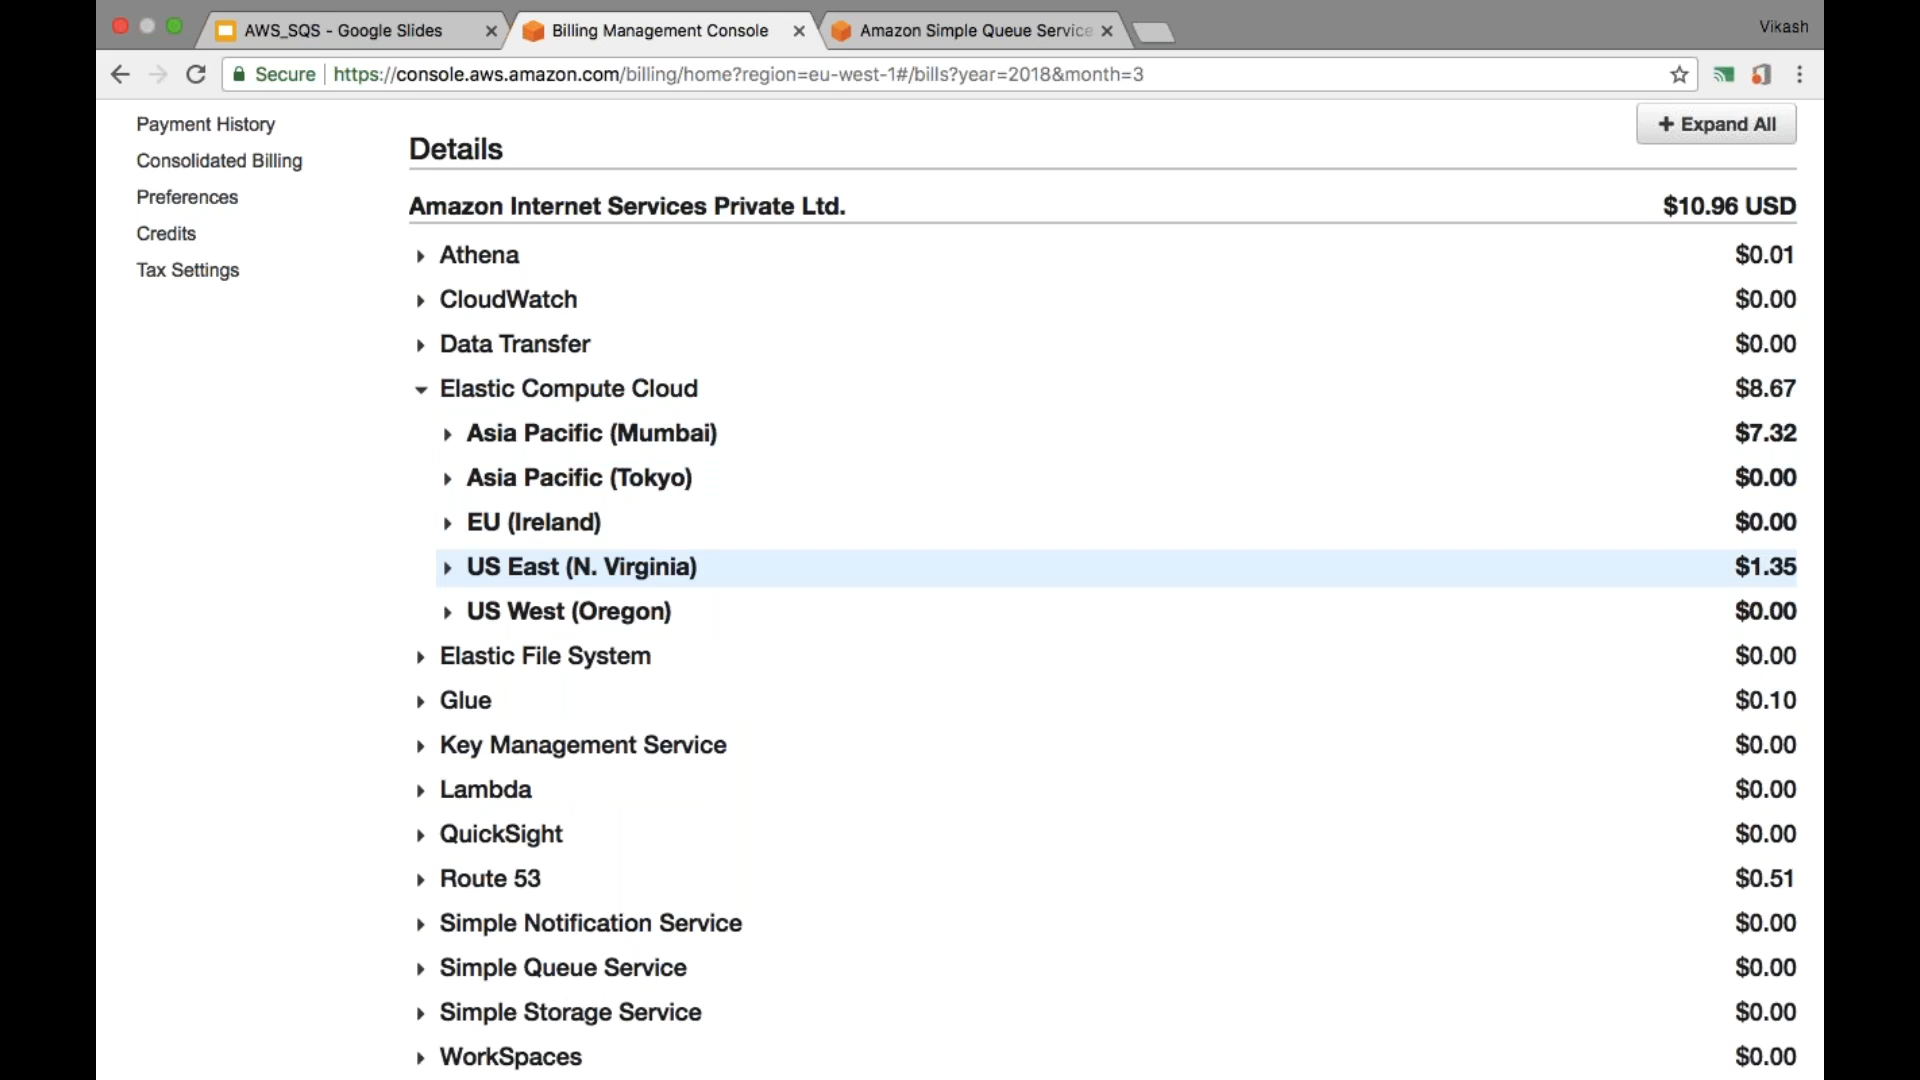 AWS_SQS - Google Slides
Billing Management Console
Amazon Simple Queue Service
Vikash
Secure https://console.aws.amazon.com/billing/home?region=eu-west-1#/bills?year=2018&month=3
Payment History
Consolidated Billing
Preferences
Credits
Tax Settings
+ Expand All
Details
Amazon Internet Services Private Ltd. $10.96 USD
Athena $0.01
CloudWatch $0.00
Data Transfer $0.00
Elastic Compute Cloud $8.67
Asia Pacific (Mumbai) $7.32
Asia Pacific (Tokyo) $0.00
EU (Ireland) $0.00
US East (N. Virginia) $1.35
US West (Oregon) $0.00
Elastic File System $0.00
Glue $0.10
Key Management Service $0.00
Lambda $0.00
QuickSight $0.00
Route 53 $0.51
Simple Notification Service $0.00
Simple Queue Service $0.00
Simple Storage Service $0.00
WorkSpaces $0.00